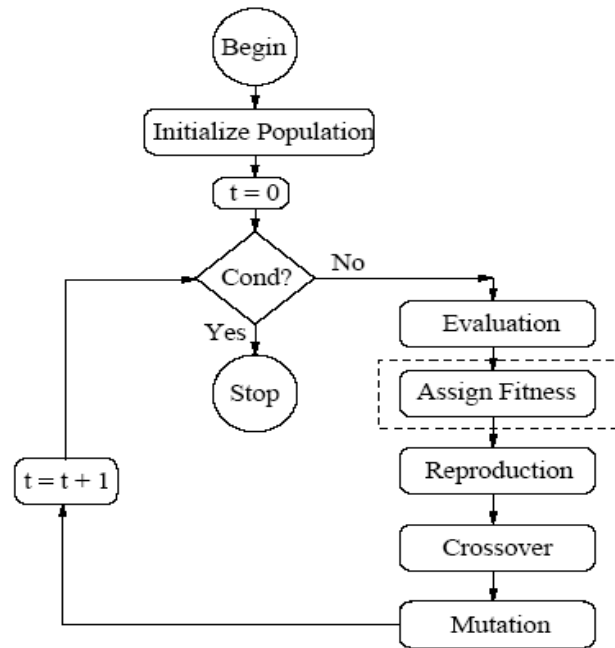 Begin
Initialize Population
t = 0
Cond?
No
Yes
Stop
Evaluation
Assign Fitness
Reproduction
Crossover
Mutation
t = t + 1